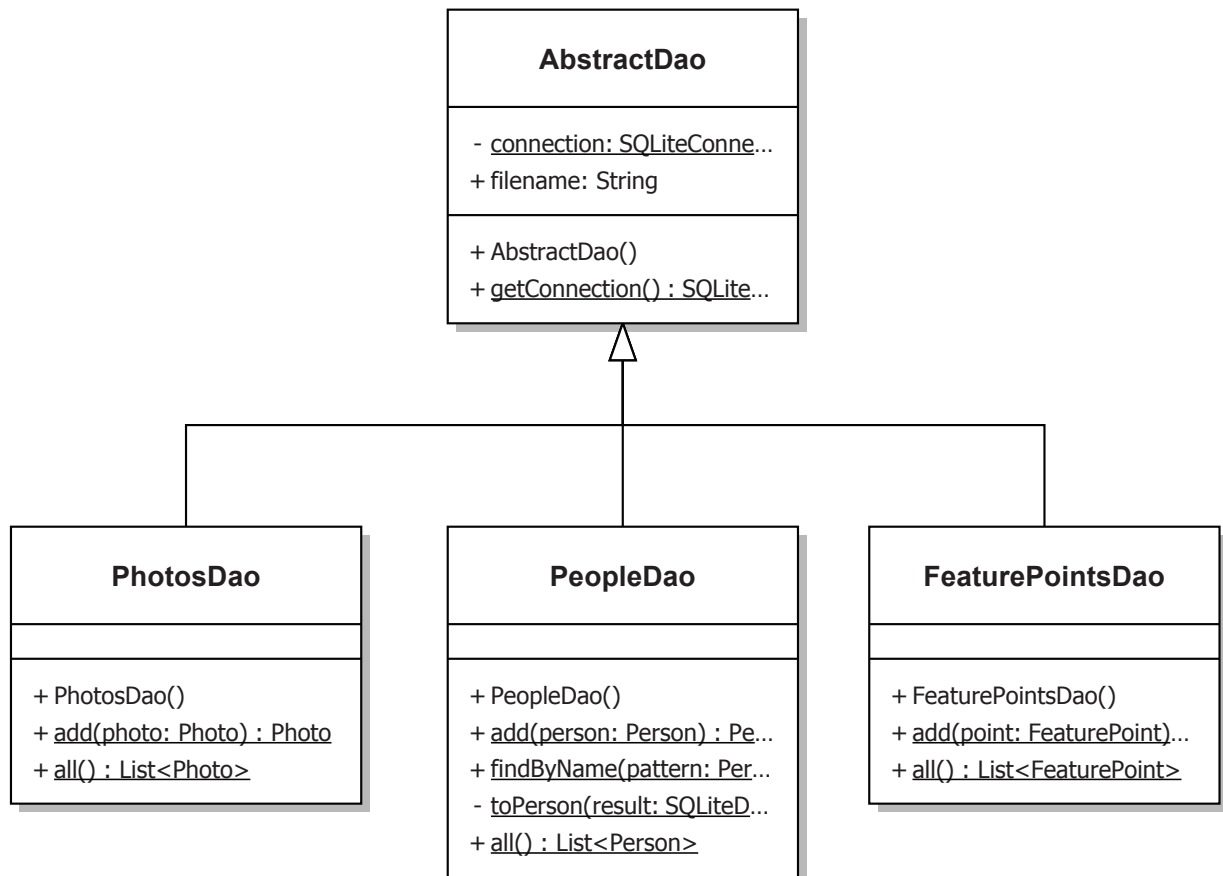 AbstractDao
- connection: SQLiteConne...
+ filename: String
+ AbstractDao()
+ getConnection() : SQLite...
PhotosDao
+ PhotosDao()
+ add(photo: Photo) : Photo
+ all() : List<Photo>
PeopleDao
+ PeopleDao()
+ add(person: Person) : Pe...
+ findByName(pattern: Per...
- toPerson(result: SQLiteD...
+ all() : List<Person>
FeaturePointsDao
+ FeaturePointsDao()
+ add(point: FeaturePoint)...
+ all() : List<FeaturePoint>